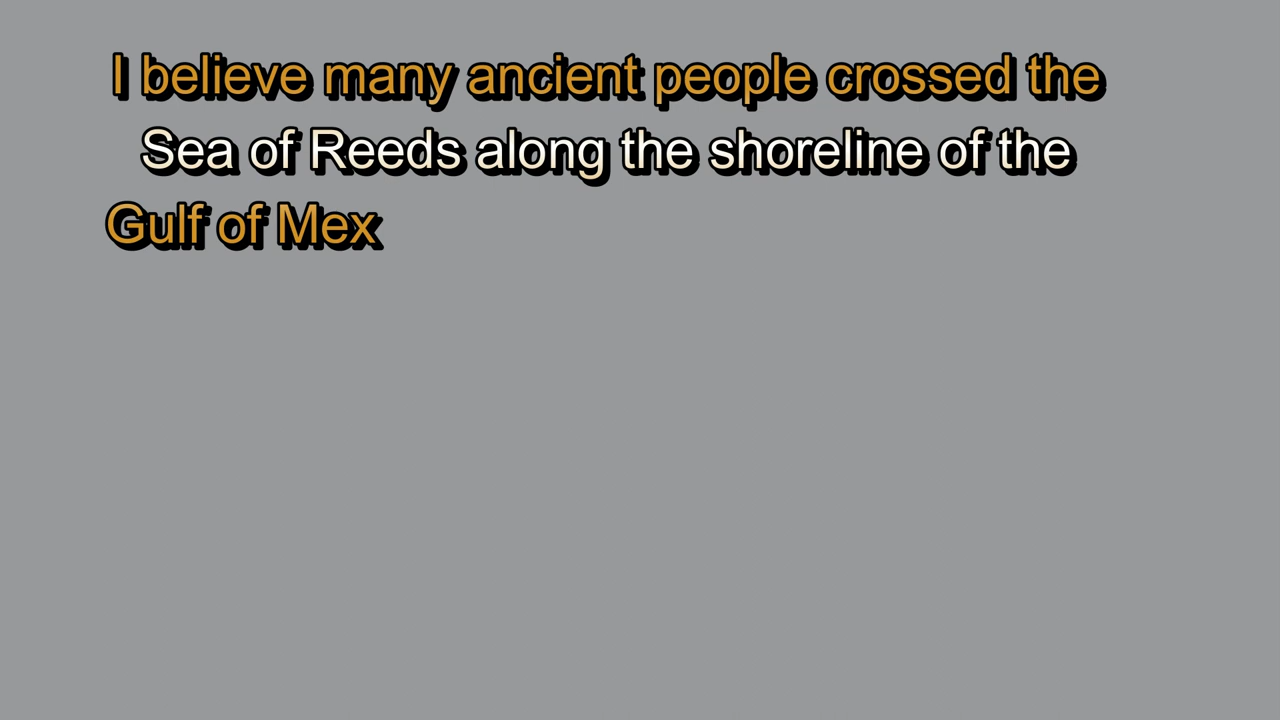 I believe many ancient people crossed the
Sea of Reeds along the shoreline of the
Gulf of Mex